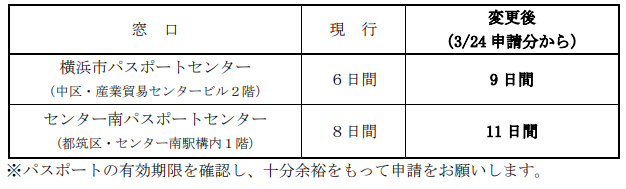 窓　口　現　行　変更後
（3/24 申請分から）
横浜市パスポートセンター　６日間　9 日間
（中区・産業貿易センタービル２階）
センター南パスポートセンター　８日間　11 日間
（都筑区・センター南駅構内１階）
※パスポートの有効期限を確認し、十分余裕をもって申請をお願いします。